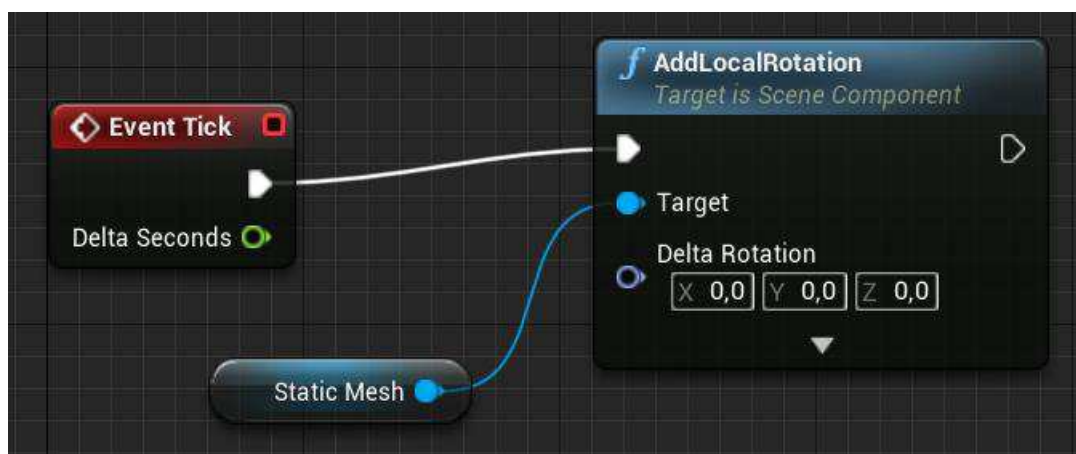 Event Tick
Delta Seconds
Static Mesh
f AddLocalRotation
Target is Scene Component
Target
Delta Rotation
X 0,0 Y 0,0 Z 0,0